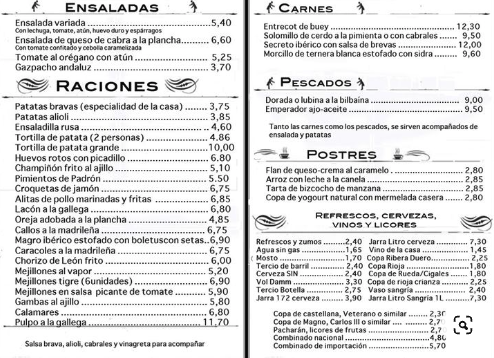 ENSALADAS
Ensalada variada 5,40
Con lechuga, tomate, atún, huevo duro y espárragos
Ensalada de queso de cabra a la plancha 6,60
Con tomate confitado y cebolla caramelizada
Tomate al orégano con atún 5,25
Gazpacho andaluz 3,70
RACIONES
Patatas bravas (especialidad de la casa) 3,75
Patatas alioli 3,85
Ensaladilla rusa 4,60
Tortilla de patata (2 personas) 4.86
Tortilla de patata grande 10,00
Huevos rotos con picadillo 6.80
Champiñón frito al ajillo 5,10
Pimientos de Padrón 5.50
Croquetas de jamón 6,75
Alitas de pollo marinadas y fritas 6,85
Lacón a la gallega 6,80
Oreja adobada a la plancha 4,85
Callos a la madrileña 6,75
Magro ibérico estofado con boletus con setas 6,90
Caracoles a la madrileña 6,75
Chorizo de León frito 6,00
Mejillones al vapor 5,20
Mejillones tigre (6unidades) 6,90
Mejillones en salsa picante de tomate 5,90
Gambas al ajillo 5,80
Calamares 6,80
Pulpo a la gallega 11,70
Salsa brava, alioli, cabrales y vinagreta para acompañar
CARNES
Entrecot de buey 12,30
Solomillo de cerdo a la pimienta o con cabrales 9,50
Secreto ibérico con salsa de brevas 12,00
Morcillo de ternera blanca estofado con sidra 9,60
PESCADOS
Dorada o lubina a la bilbaína 9,00
Emperador ajo-aceite 9,50
Tanto las carnes como los pescados, se sirven acompañados de
ensalada y patatas
POSTRES
Flan de queso-crema al caramelo 2,80
Arroz con leche a la canela 2,85
Tarta de bizcocho de manzana 2,85
Copa de yogourt natural con mermelada casera 2,80
REFRESCOS, CERVEZAS,
VINOS Y LICORES
Refrescos y zumos 2,40 Jarra Litro cerveza 7,30
Agua sin gas 1,65 Vino de la casa 1,45
Mosto 1,70 Copa Ribera Duero 2,25
Tercio de barril 2,40 Copa Rioja 1,80
Cerveza SIN 2,40 Copa de Rueda/Cigales 1,80
Vol Damm 3,30 Copa de rioja crianza 2,25
Tercio Botella 2,75 Vaso sangría 2,40
Jarra 172 cerveza 3,90 Jarra Litro Sangría 1L 7,30
Copa de castellana, Veterano o similar
Copa de Magno, Carlos III o similar
Pacharán, licores de frutas
Combinado nacional
Combinado de importación 5,70